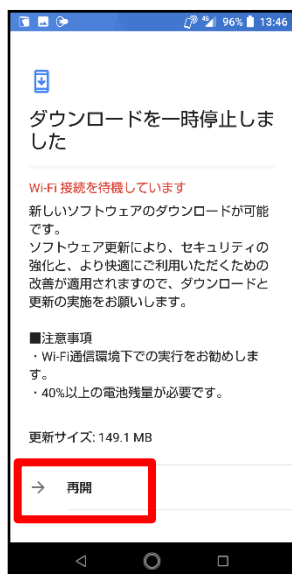 4G 96% 13:46
ダウンロードを一時停止しま
した
Wi-Fi 接続を待機しています
新しいソフトウェアのダウンロードが可能
です。
ソフトウェア更新により、セキュリティの
強化と、より快適にご利用いただくための
改善が適用されますので、ダウンロードと
更新の実施をお願いします。
■注意事項
・Wi-Fi通信環境下での実行をお勧めしま
す。
・40%以上の電池残量が必要です。
更新サイズ: 149.1 MB
→ 再開